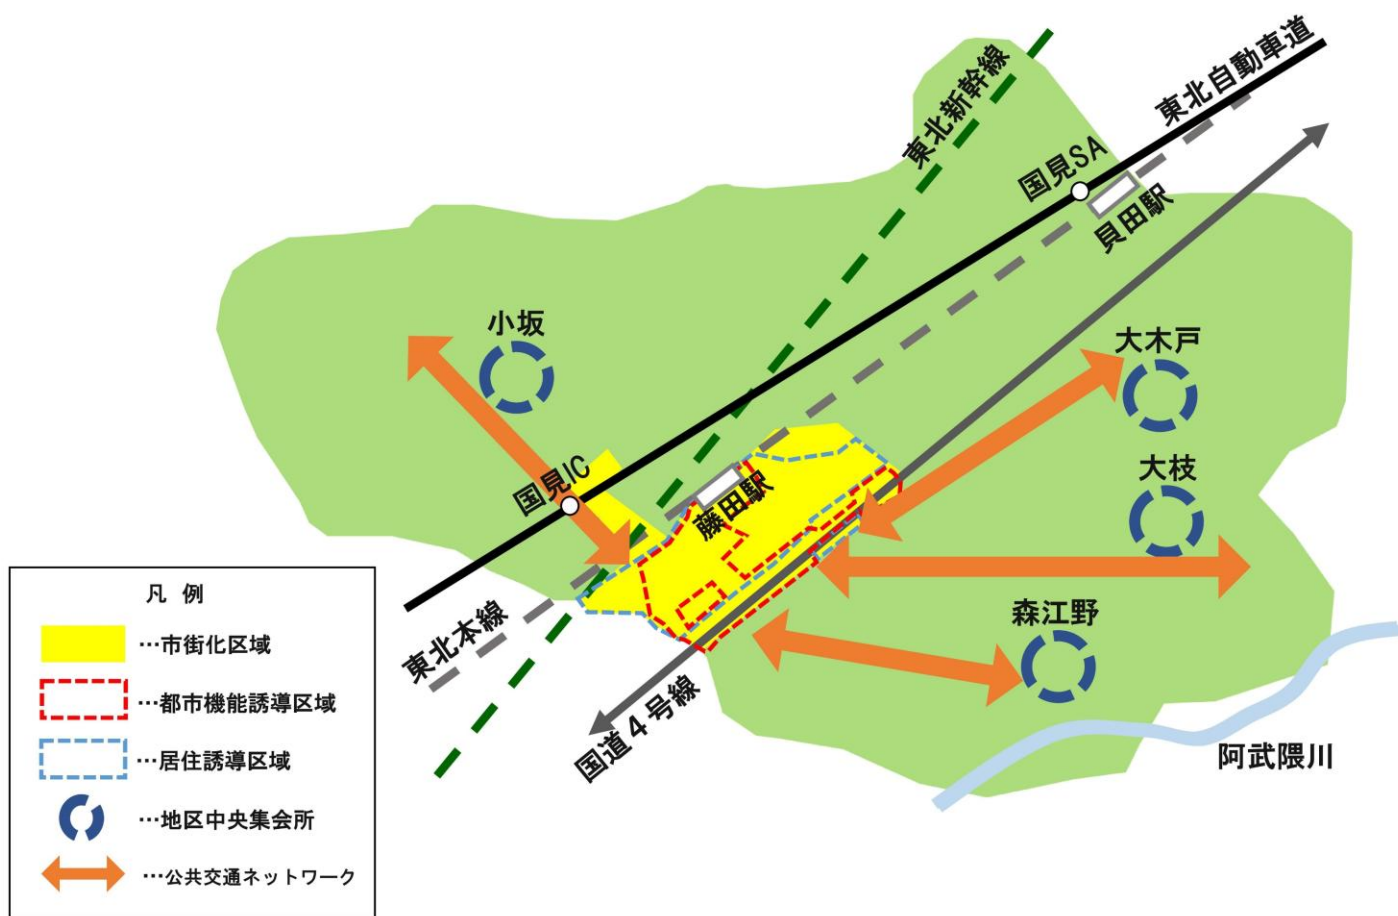 東北新幹線
東北自動車道
国見SA
貝田駅
小坂
大木戸
大枝
国見IC
藤田駅
森江野
東北本線
国道４号線
阿武隈川
凡 例
…市街化区域
…都市機能誘導区域
…居住誘導区域
…地区中央集会所
…公共交通ネットワーク